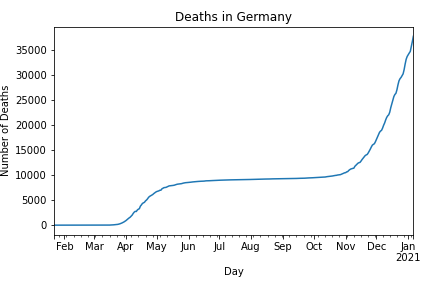 Deaths in Germany
Number of Deaths
35000
30000
25000
20000
15000
10000
5000
0
Feb Mar Apr May Jun Jul Aug Sep Oct Nov Dec Jan
2021
Day